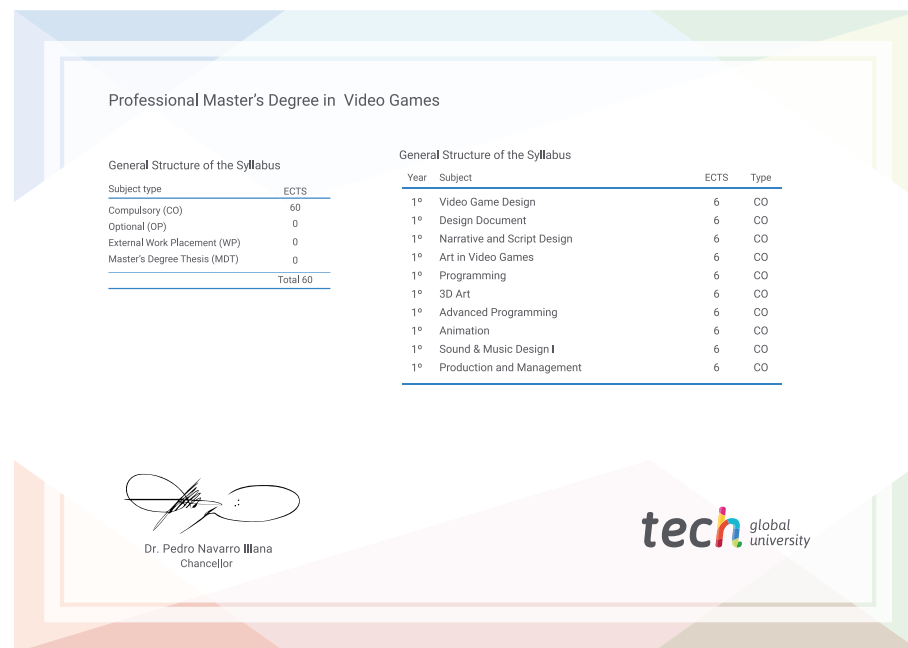 Professional Master's Degree in Video Games
General Structure of the Syllabus
Subject type ECTS
Compulsory (CO) 60
Optional (OP) 0
External Work Placement (WP) 0
Master's Degree Thesis (MDT) 0
Total 60
General Structure of the Syllabus
Year Subject ECTS Type
1º Video Game Design 6 CO
1º Design Document 6 CO
1º Narrative and Script Design 6 CO
1º Art in Video Games 6 CO
1º Programming 6 CO
1º 3D Art 6 CO
1º Advanced Programming 6 CO
1º Animation 6 CO
1º Sound & Music Design I 6 CO
1º Production and Management 6 CO
Dr. Pedro Navarro Illana
Chancellor
tech global
university